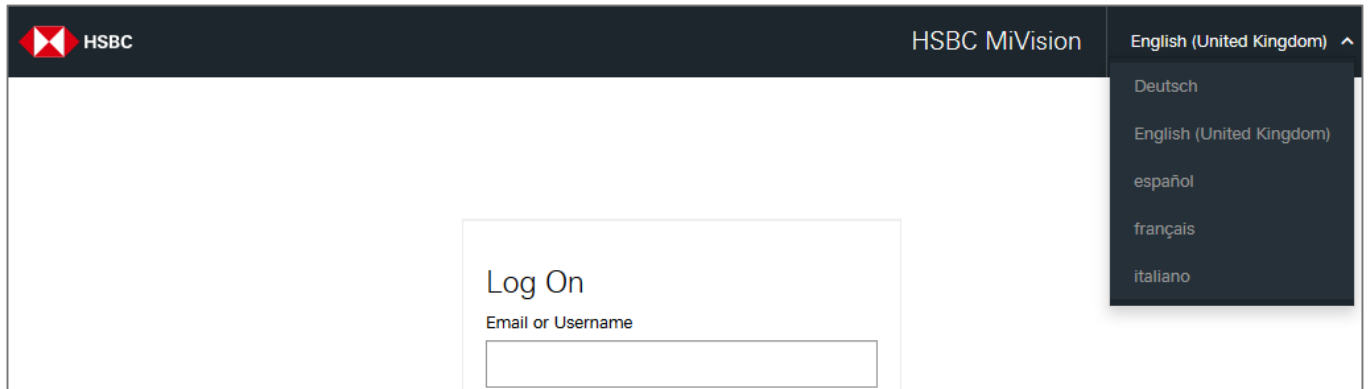 HSBC
HSBC MiVision
English (United Kingdom)
Deutsch
English (United Kingdom)
español
français
italiano
Log On
Email or Username